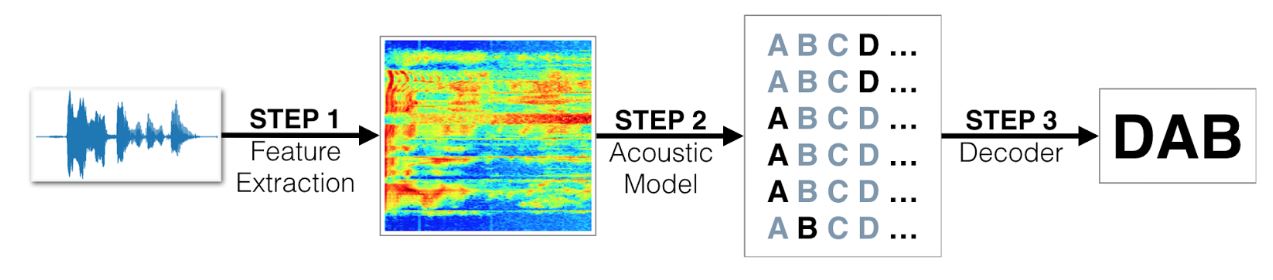 STEP 1
Feature
Extraction
STEP 2
Acoustic
Model
A B C D ...
A B C D ...
A B C D ...
A B C D ...
A B C D ...
A B C D ...
STEP 3
Decoder
DAB